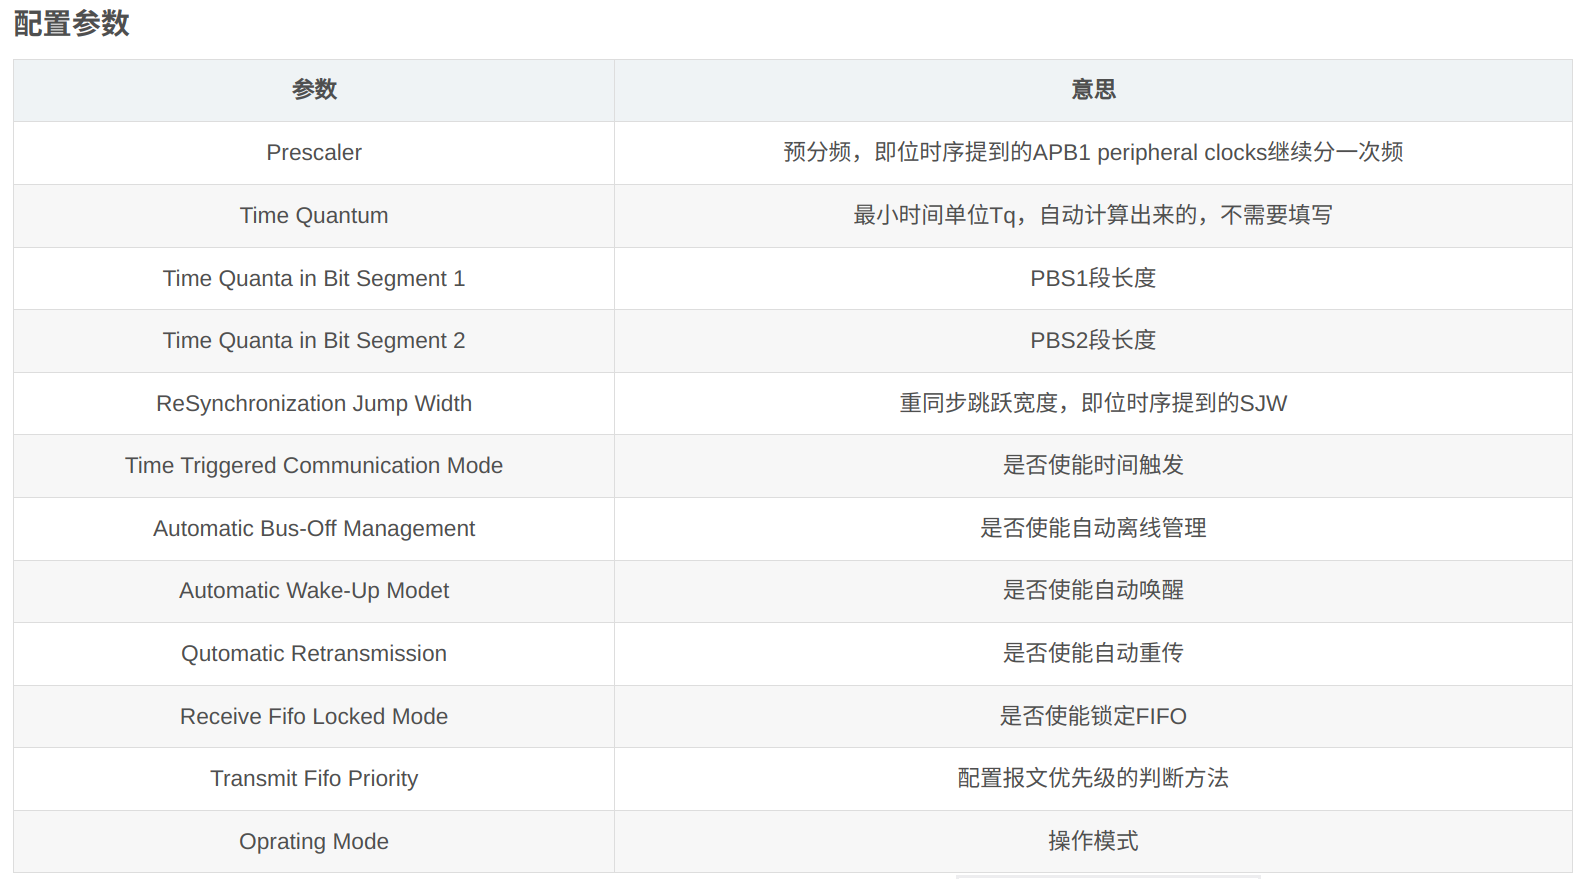 配置参数
参数 意思
Prescaler 预分频，即位时序提到的APB1 peripheral clocks继续分一次频
Time Quantum 最小时间单位Tq，自动计算出来的，不需要填写
Time Quanta in Bit Segment 1 PBS1段长度
Time Quanta in Bit Segment 2 PBS2段长度
ReSynchronization Jump Width 重同步跳跃宽度，即位时序提到的SJW
Time Triggered Communication Mode 是否使能时间触发
Automatic Bus-Off Management 是否使能自动离线管理
Automatic Wake-Up Modet 是否使能自动唤醒
Qutomatic Retransmission 是否使能自动重传
Receive Fifo Locked Mode 是否使能锁定FIFO
Transmit Fifo Priority 配置报文优先级的判断方法
Oprating Mode 操作模式